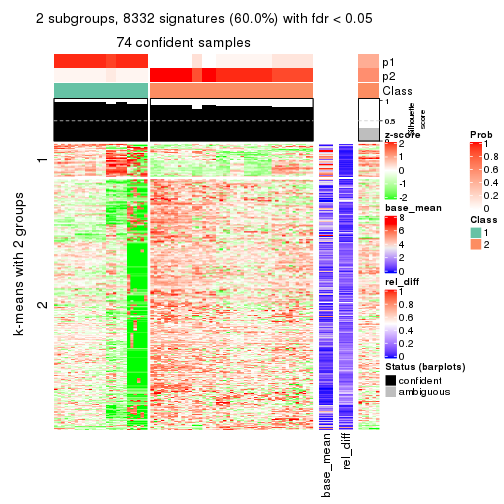 2 subgroups, 8332 signatures (60.0%) with fdr < 0.05
74 confident samples
p1
p2
Class
1
0.5
0
Silhouette
score
k-means with 2 groups
1
2
base_mean
rel_diff
z-score
2
1
0
-1
-2
base_mean
8
6
4
2
0
rel_diff
1
0.8
0.6
0.4
0.2
0
Status (barplots)
confident
ambiguous
Prob
1
0.8
0.6
0.4
0.2
0
Class
1
2